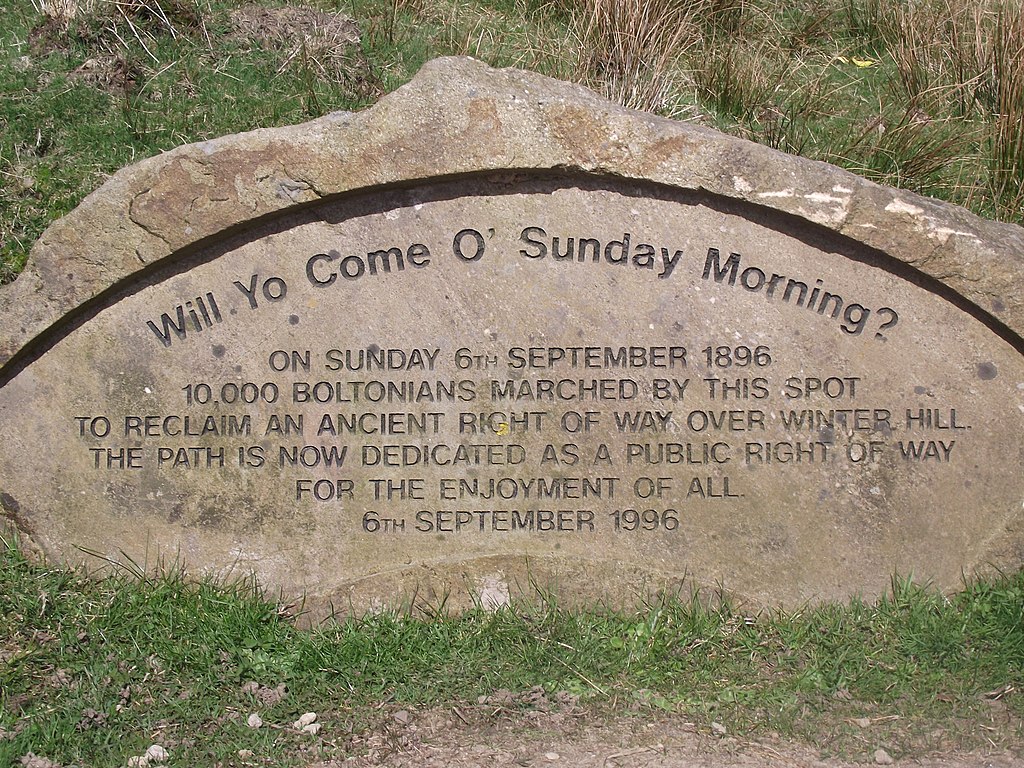 Will Yo Come O' Sunday Morning?
ON SUNDAY 6TH SEPTEMBER 1896
10,000 BOLTONIANS MARCHED BY THIS SPOT
TO RECLAIM AN ANCIENT RIGHT OF WAY OVER WINTER HILL.
THE PATH IS NOW DEDICATED AS A PUBLIC RIGHT OF WAY
FOR THE ENJOYMENT OF ALL.
6TH SEPTEMBER 1996